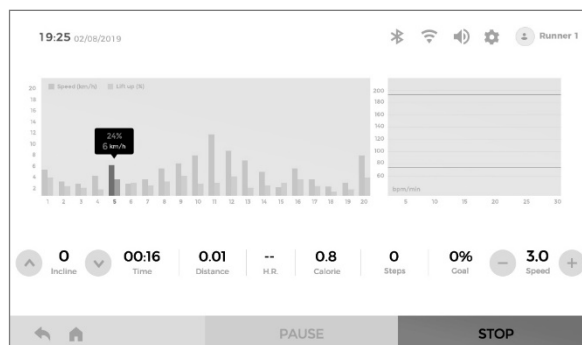 19:25 02/08/2019
Runner 1
Speed (km/h) Lift up (%)
20
18
16
14
12
10
8
6
4
2
24%
6 km/h
1 2 3 4 5 6 7 8 9 10 11 12 13 14 15 16 17 18 19 20
200
180
160
140
120
100
80
60
bpm/min
5 10 15 20 25 30
0 00:16 0.01 -- 0.8 0 0% 3.0
Incline Time Distance H.R. Calorie Steps Goal Speed
PAUSE STOP